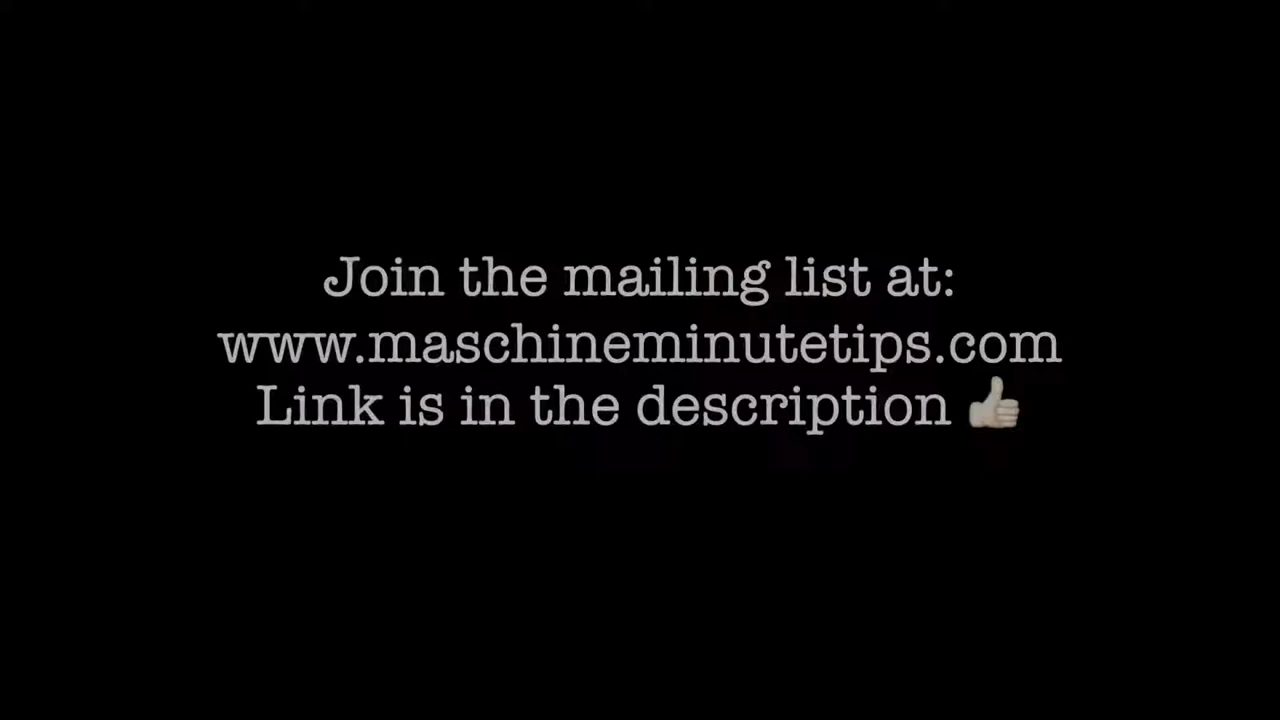 Join the mailing list at:
www.maschineminutetips.com
Link is in the description 👍🏻